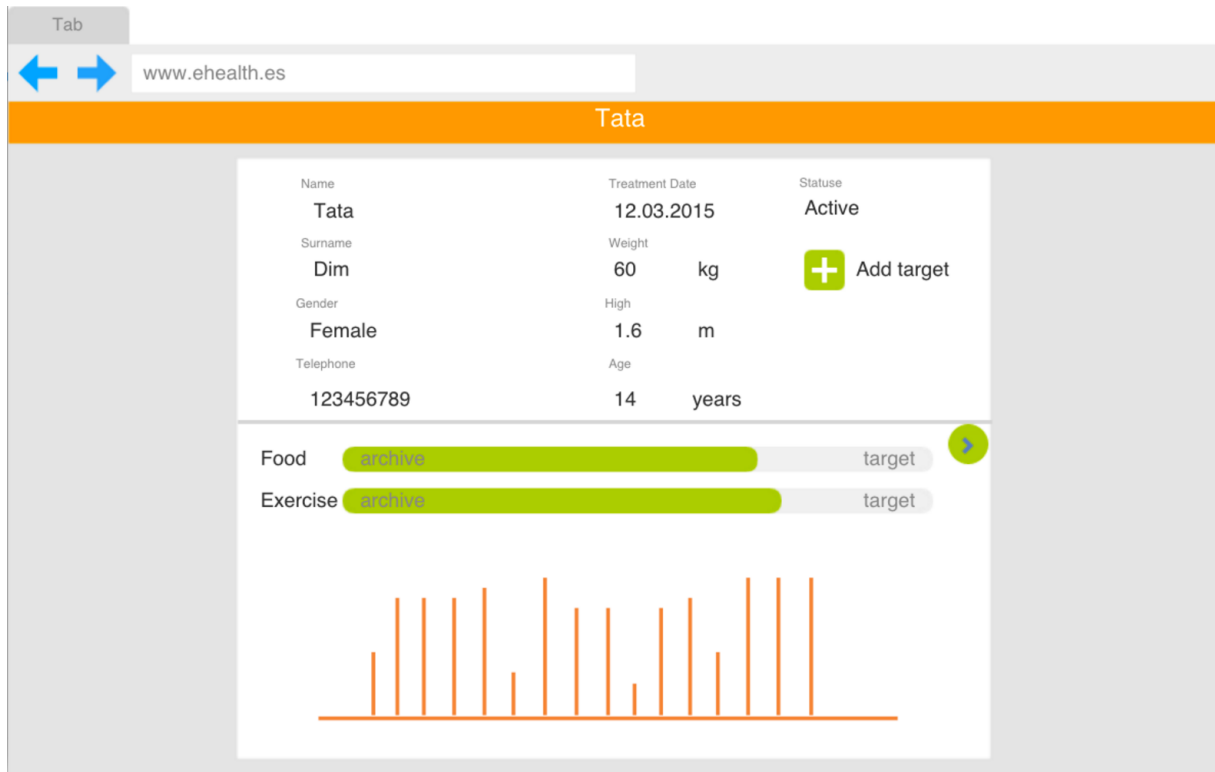 Tab
www.ehealth.es
Tata
Name Treatment Date Statuse
Tata 12.03.2015 Active
Surname Weight
Dim 60 kg Add target
Gender High
Female 1.6 m
Telephone Age
123456789 14 years
Food archive target
Exercise archive target